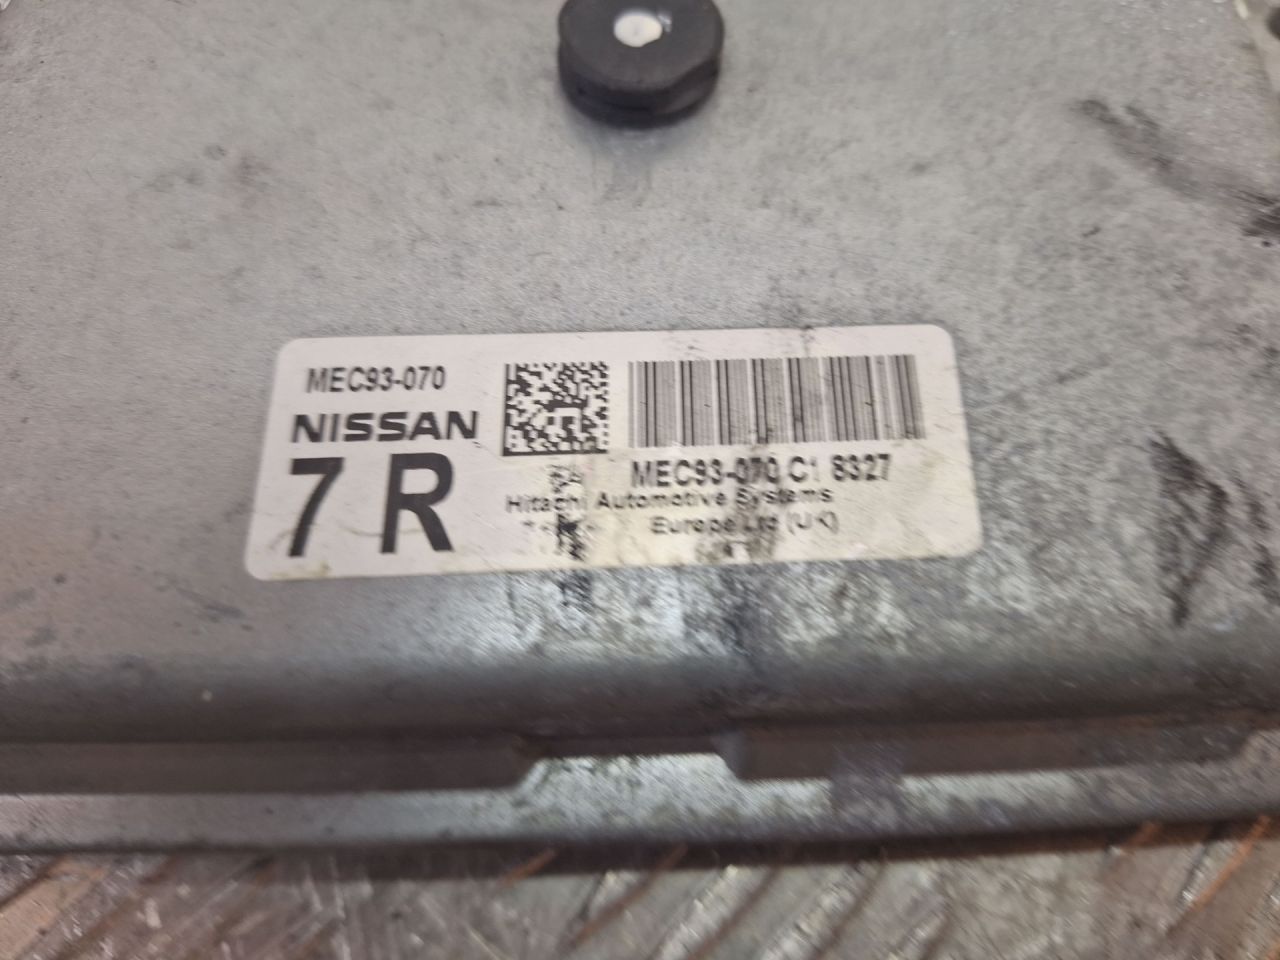 MEC93-070
NISSAN
7 R
MEC93-070 C1 8327
Hitachi Automotive Systems
Europe Ltd (UK)